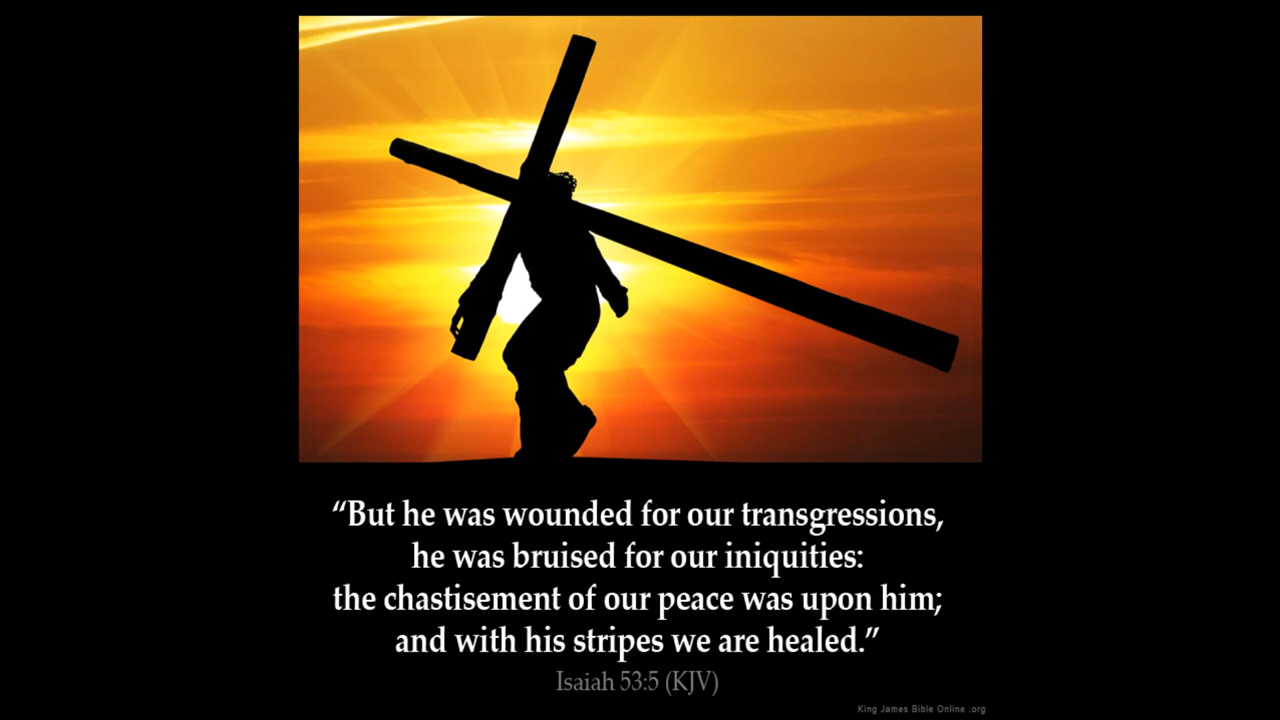 “But he was wounded for our transgressions,
he was bruised for our iniquities:
the chastisement of our peace was upon him;
and with his stripes we are healed.”
Isaiah 53:5 (KJV)
King James Bible Online .org